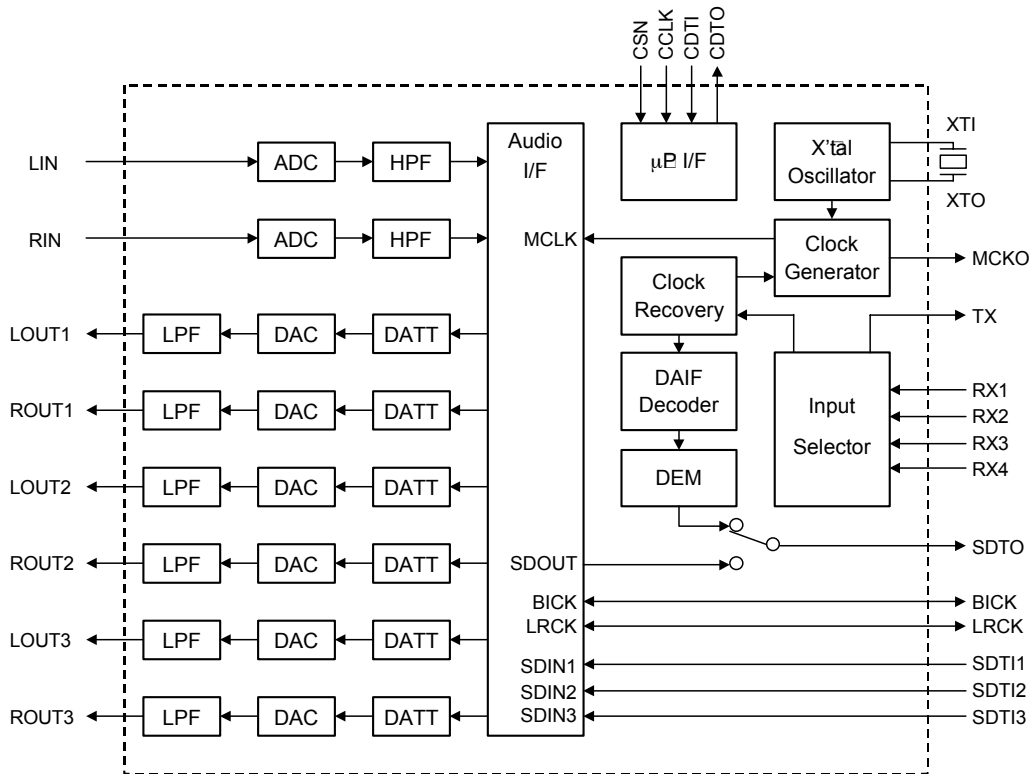 CSN
CCLK
CDTI
CDTO
LIN
ADC
HPF
Audio
I/F
I/F
X'tal
Oscillator
XTI
XTO
RIN
ADC
HPF
MCLK
Clock
Generator
MCKO
Clock
Recovery
TX
LOUT1
LPF
DAC
DATT
DAIF
Decoder
Input
Selector
RX1
RX2
RX3
RX4
ROUT1
LPF
DAC
DATT
LOUT2
LPF
DAC
DATT
DEM
ROUT2
LPF
DAC
DATT
SDOUT
SDTO
BICK
BICK
LRCK
LRCK
LOUT3
LPF
DAC
DATT
SDIN1
SDTI1
SDIN2
SDTI2
SDIN3
SDTI3
ROUT3
LPF
DAC
DATT